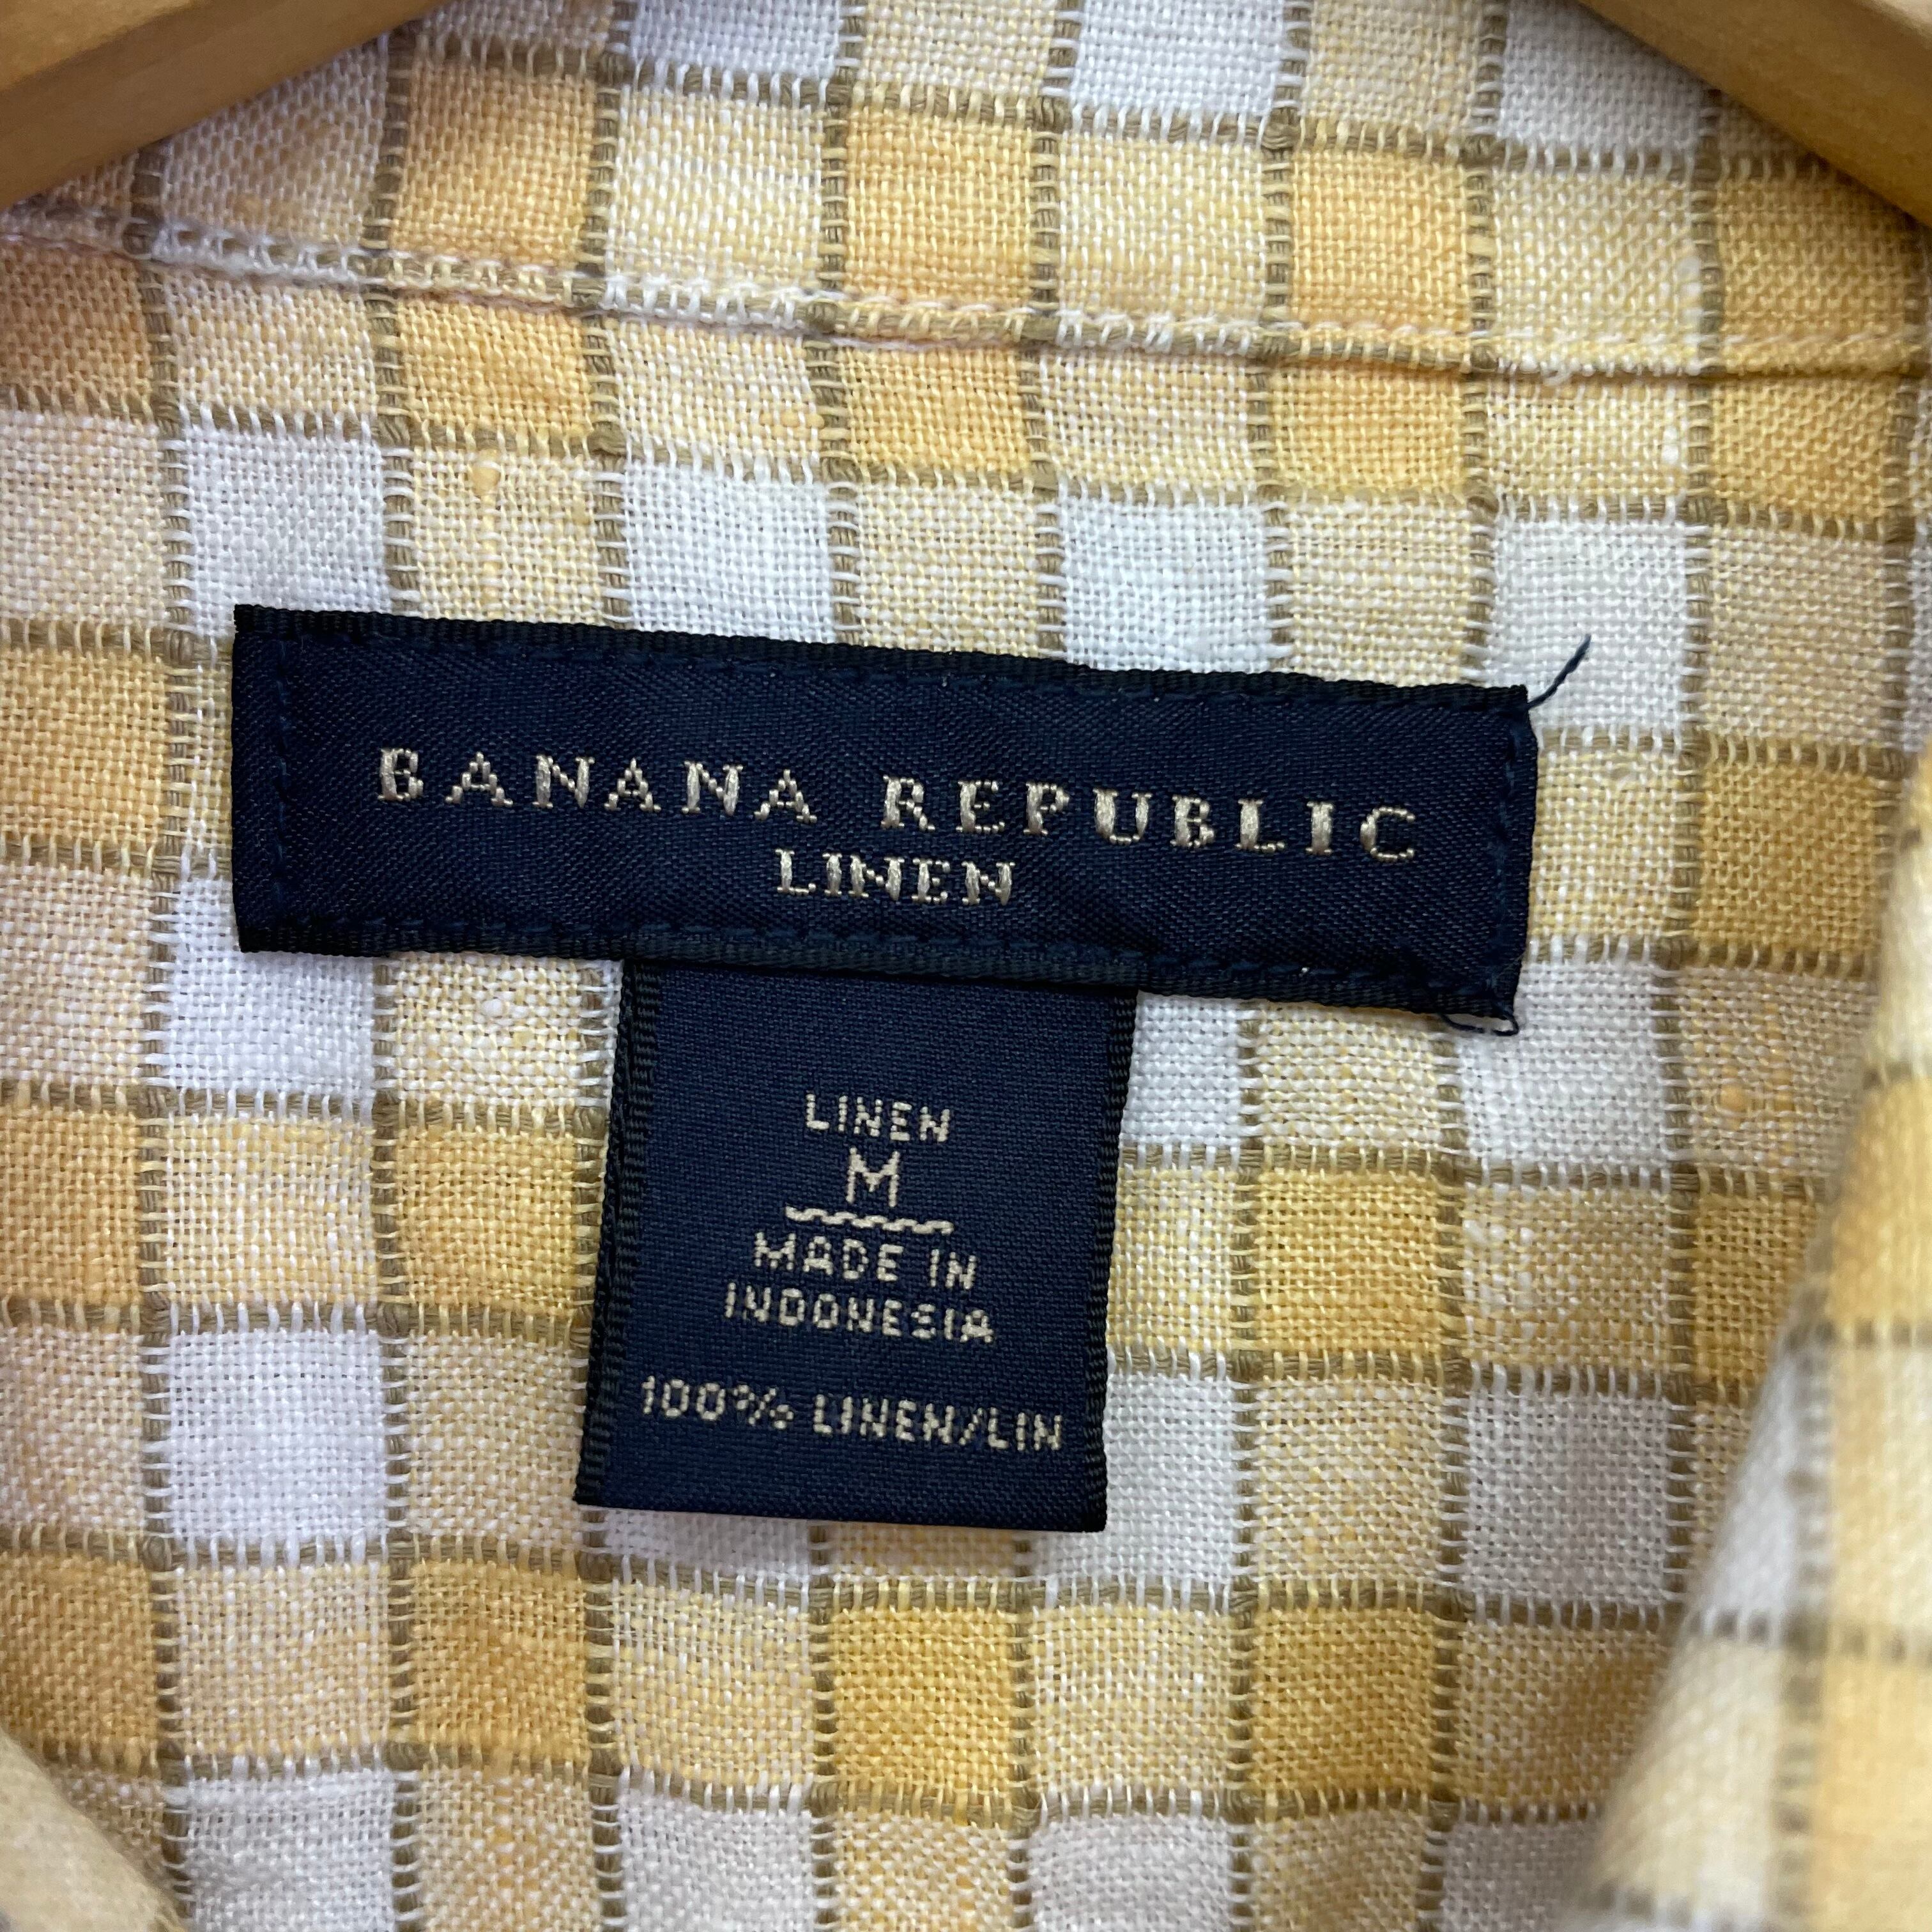 BANANA REPUBLIC
LINEN
LINEN
M
MADE IN
INDONESIA
100% LINEN/LIN